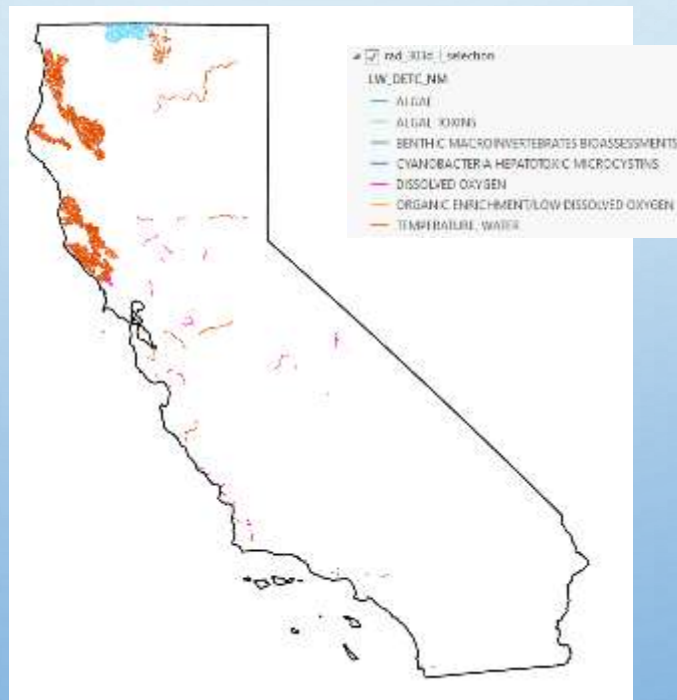 rad_303d_l_selection
LW_DETC_NM
ALGAE
ALGAL TOXINS
BENTHIC MACROINVERTEBRATES BIOASSESSMENTS
CYANOBACTERIA HEPATOTOXIC MICROCYSTINS
DISSOLVED OXYGEN
ORGANIC ENRICHMENT/LOW DISSOLVED OXYGEN
TEMPERATURE, WATER